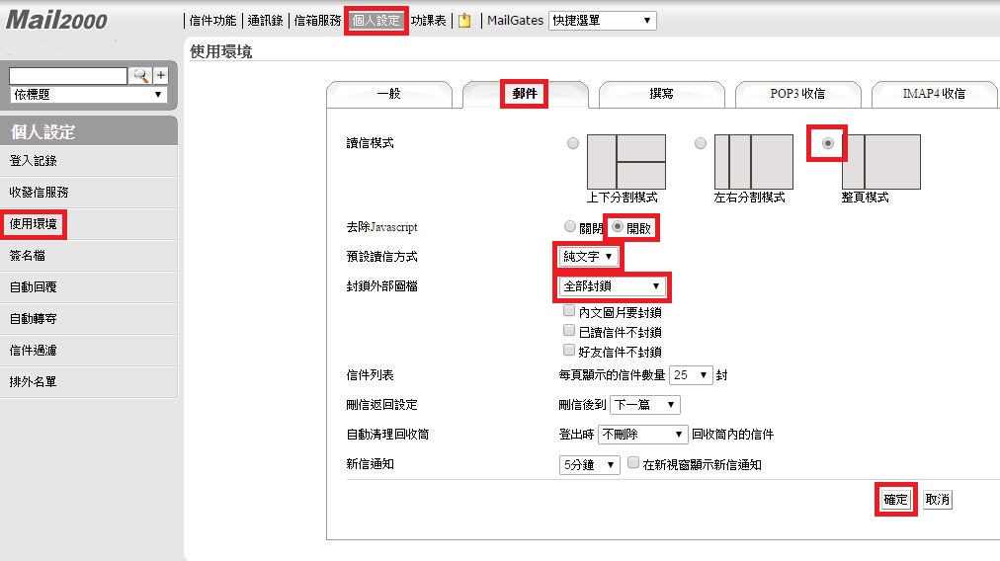 Mail2000
信件功能 通訊錄 信箱服務 個人設定 功課表 MailGates 快捷選單
使用環境
依標題
個人設定
登入記錄
收發信服務
使用環境
簽名檔
自動回覆
自動轉寄
信件過濾
排外名單
一般 郵件 撰寫 POP3 收信 IMAP4 收信
讀信模式
上下分割模式 左右分割模式 整頁模式
去除Javascript 關閉 開啟
預設讀信方式 純文字
封鎖外部圖檔 全部封鎖
內文圖片要封鎖
已讀信件不封鎖
好友信件不封鎖
信件列表 每頁顯示的信件數量 25 封
刪信返回設定 刪信後到 下一篇
自動清理回收筒 登出時 不刪除 回收筒內的信件
新信通知 5分鐘 在新視窗顯示新信通知
確定 取消